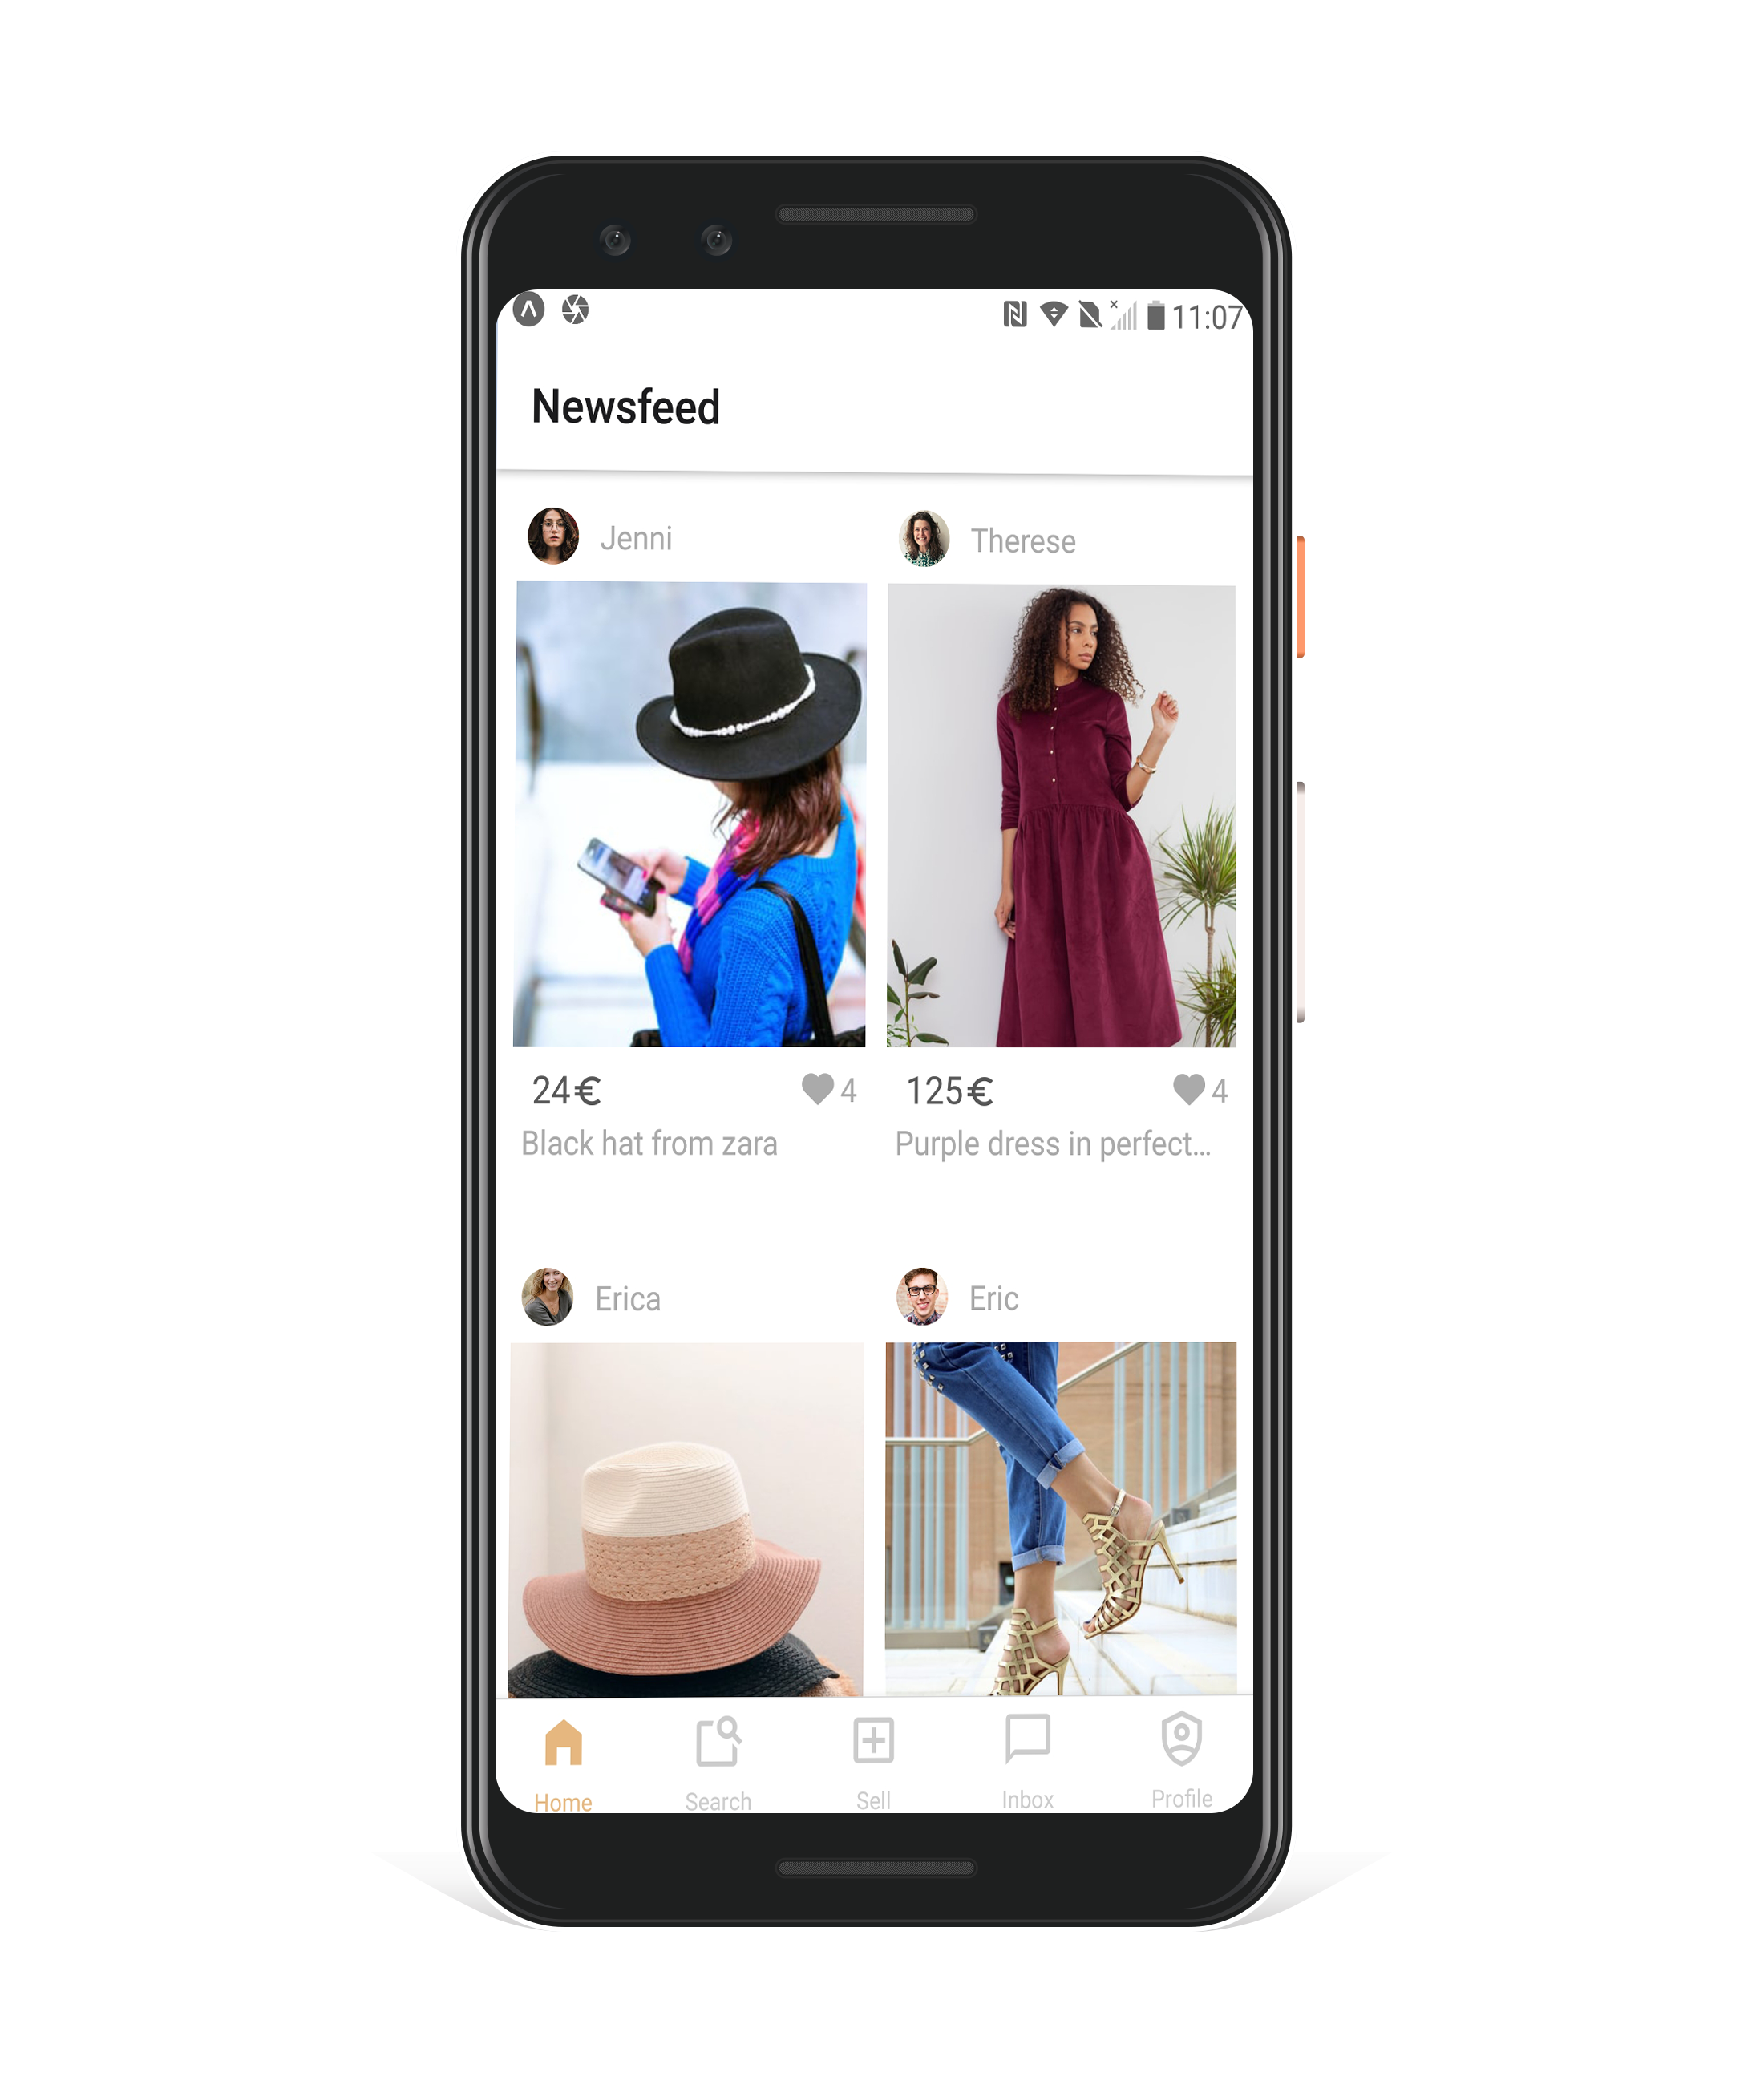 11:07
Newsfeed
Jenni
Therese
24€
4
125€
4
Black hat from zara
Purple dress in perfect...
Erica
Eric
Home
Search
Sell
Inbox
Profile